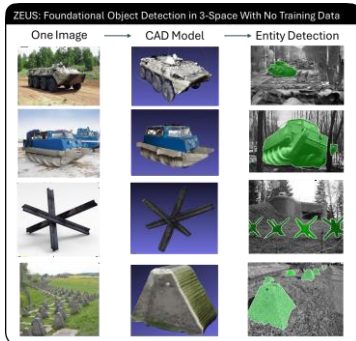 ZEUS: Foundational Object Detection in 3-Space With No Training Data
One Image
CAD Model
Entity Detection